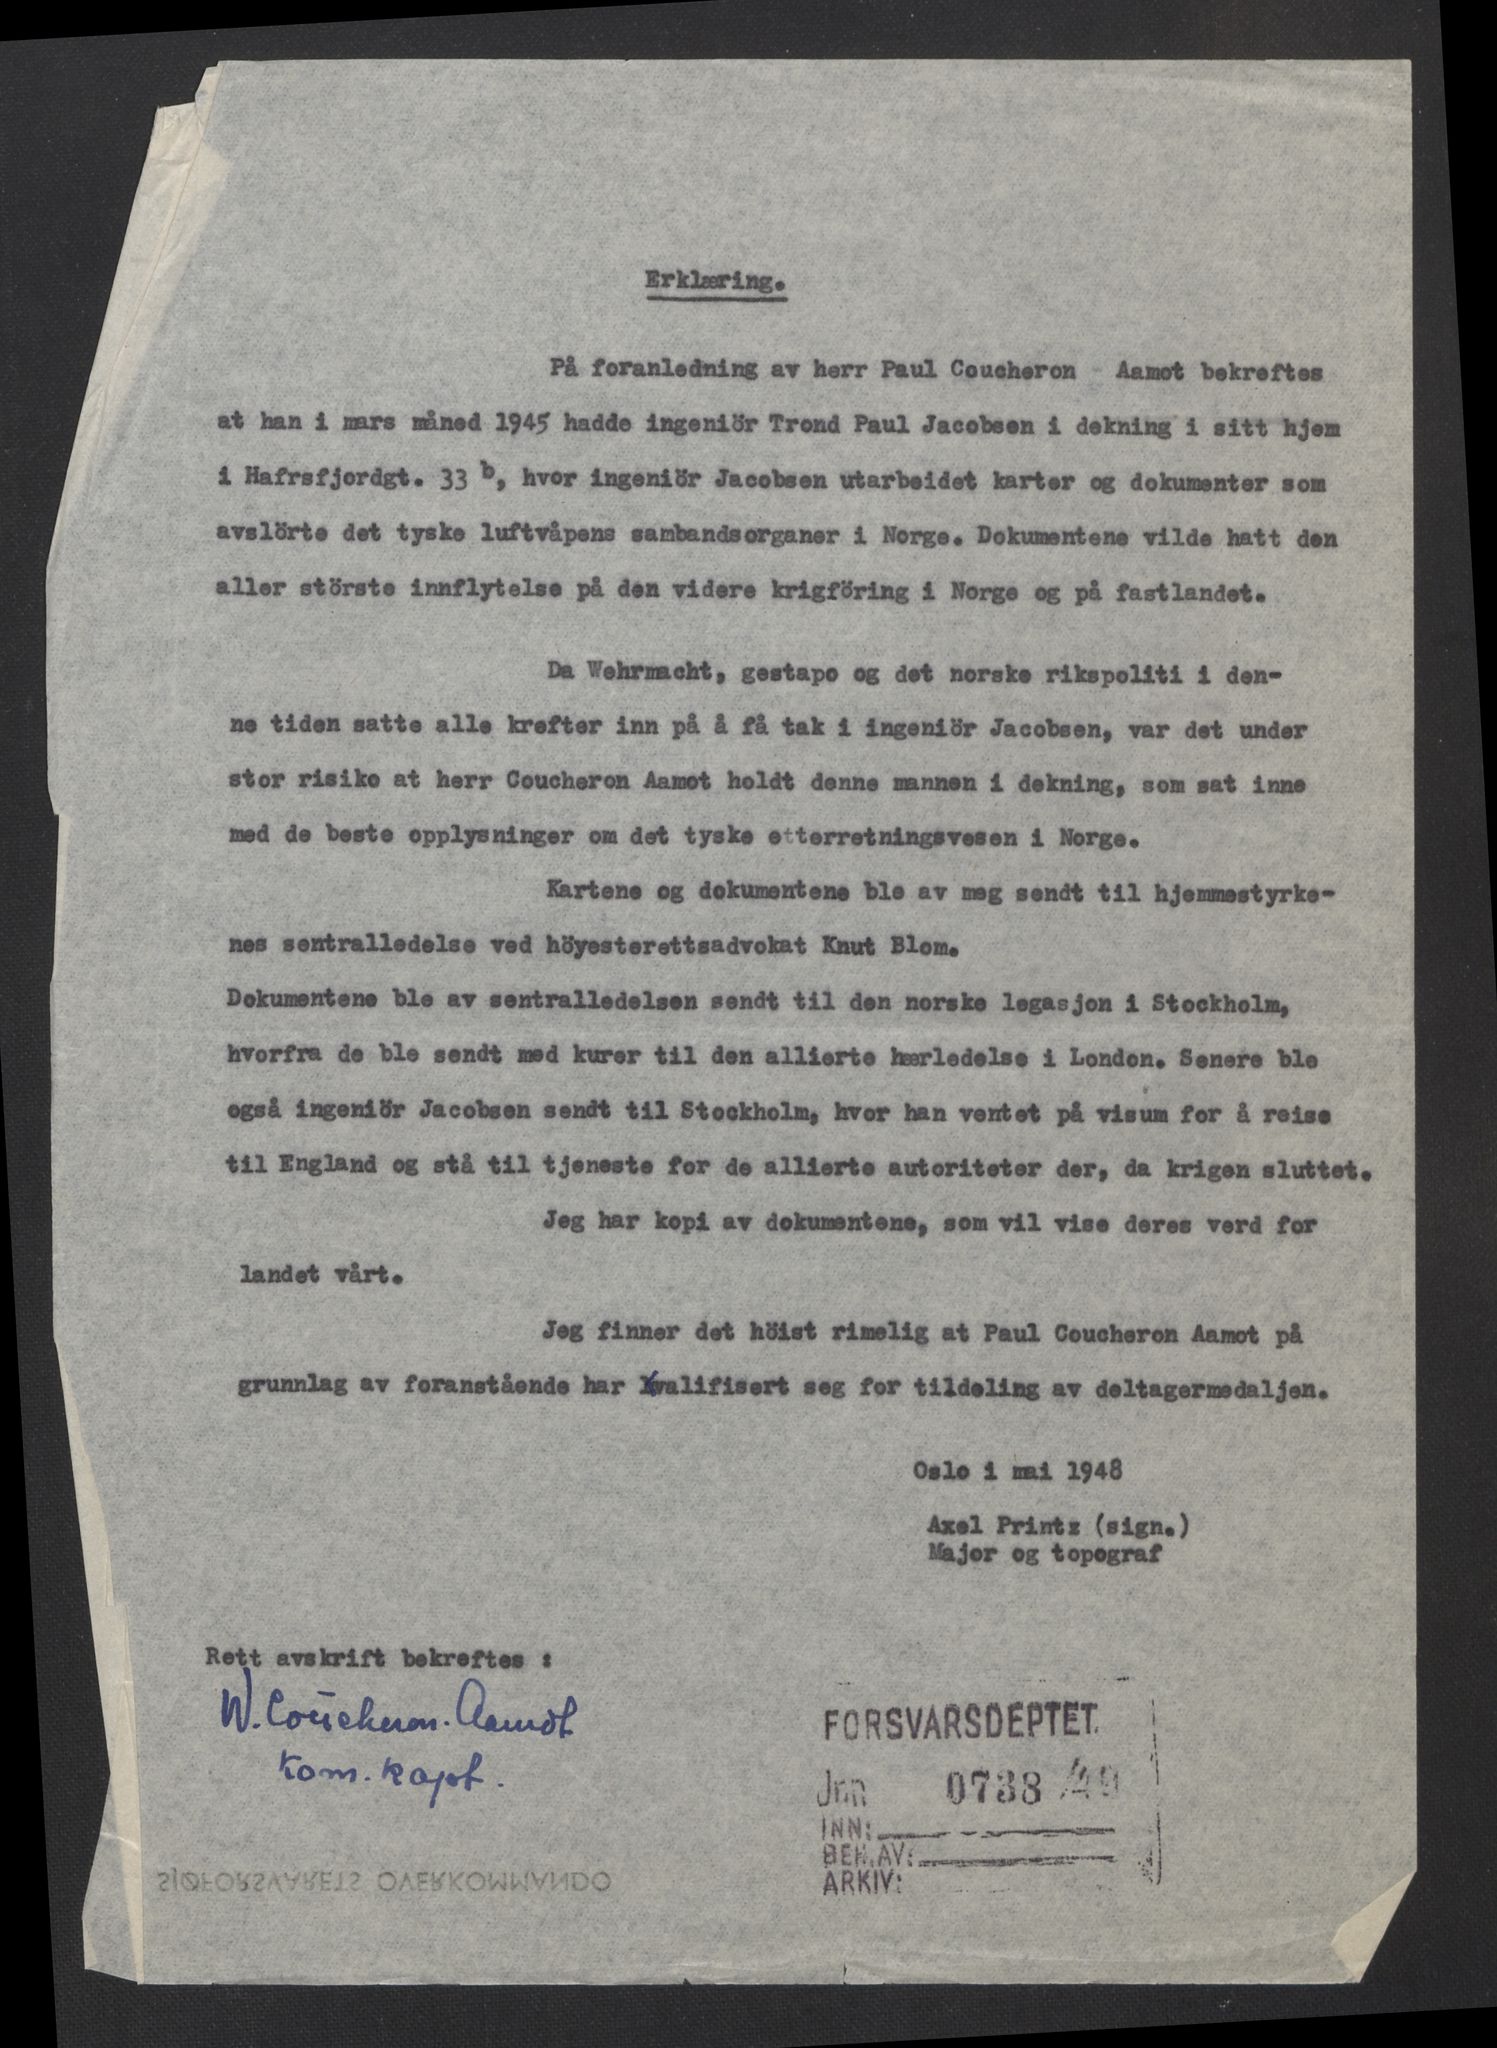 Erklæring.
På foranledning av herr Paul Coucheron Aamot bekreftes
at han i mars måned 1945 hadde ingeniör Trond Paul Jacobsen i dekning i sitt hjem
i Hafrsfjordgt. 33 b, hvor ingeniör Jacobsen utarbeidet karter og dokumenter som
avslörte det tyske luftvåpens sambandsorganer i Norge. Dokumentene vilde hatt den
aller störste innflytelse på den videre krigföring i Norge og på fastlandet.
Da Wehrmacht, gestapo og det norske rikspoliti i den-
ne tiden satte alle krefter inn på å få tak i ingeniör Jacobsen, var det under
stor risiko at herr Coucheron Aamot holdt denne mannen i dekning, som sat inne
med de beste opplysninger om det tyske etterretningsvesen i Norge.
Kartene og dokumentene ble av meg sendt til hjemmestyrke-
nes sentralledelse ved höyesterettsadvokat Knut Blom.
Dokumentene ble av sentralledelsen sendt til den norske legasjon i Stockholm,
hvorfra de ble sendt med kurer til den allierte hærledelse i London. Senere ble
også ingeniör Jacobsen sendt til Stockholm, hvor han ventet på visum for å reise
til England og stå til tjeneste for de allierte autoriteter der, da krigen sluttet.
Jeg har kopi av dokumentene, som vil vise deres verd for
landet vårt.
Jeg finner det höist rimelig at Paul Coucheron Aamot på
grunnlag av foranstående har kvalifisert seg for tildeling av deltagermedaljen.
Oslo i mai 1948
Axel Printz (sign.)
Major og topograf
Rett avskrift bekreftes :
W. Coucheron-Aamot
Kom. kapt.
FORSVARSDEPTET.
Jnn 0738 /49
INN:
BEH. AV:
ARKIV:
SJØFORSVARETS OVERKOMMANDO